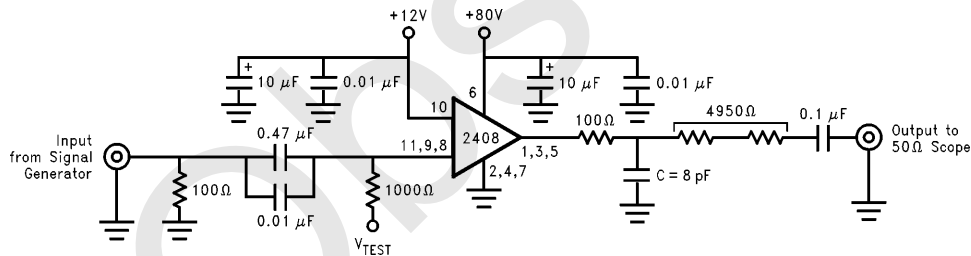 +12V
+80V
+
10 µF
0.01 µF
+
10 µF
0.01 µF
6
10
2408
11,9,8
1,3,5
2,4,7
Input
from Signal
Generator
100Ω
0.47 µF
0.01 µF
1000Ω
VTEST
100Ω
C = 8 pF
4950Ω
0.1 µF
Output to
50Ω Scope
Obs